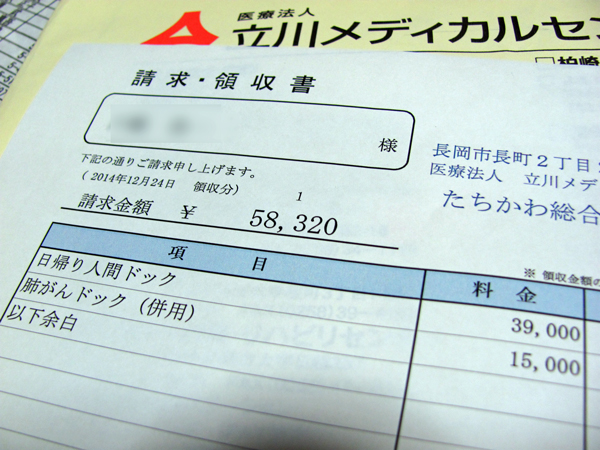 医療法人
立川メディカルセン
□柏崎
請求・領収書
様
下記の通りご請求申し上げます。
（2014年12月24日 領収分）
1
請求金額 ￥ 58,320
長岡市長町２丁目
医療法人 立川メデ
たちかわ総合
※ 領収金額の
項目 料金
日帰り人間ドック 39,000
肺がんドック（併用） 15,000
以下余白